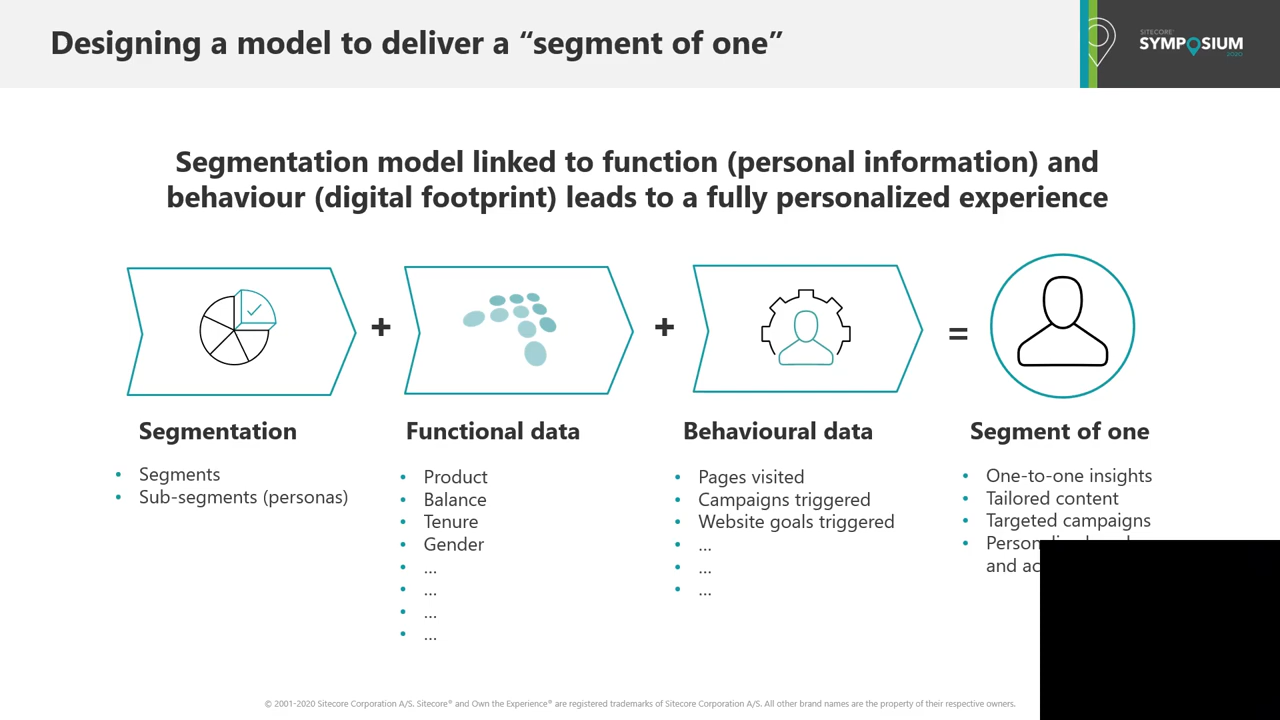 Designing a model to deliver a “segment of one”
SITECORE
SYMPOSIUM
2020
Segmentation model linked to function (personal information) and
behaviour (digital footprint) leads to a fully personalized experience
+
+
=
Segmentation
• Segments
• Sub-segments (personas)
Functional data
• Product
• Balance
• Tenure
• Gender
• ...
• ...
• ...
• ...
Behavioural data
• Pages visited
• Campaigns triggered
• Website goals triggered
• ...
• ...
• ...
Segment of one
• One-to-one insights
• Tailored content
• Targeted campaigns
•
and
© 2001-2020 Sitecore Corporation A/S. Sitecore® and Own the Experience® are registered trademarks of Sitecore Corporation A/S. All other brand names are the property of their respective owners.